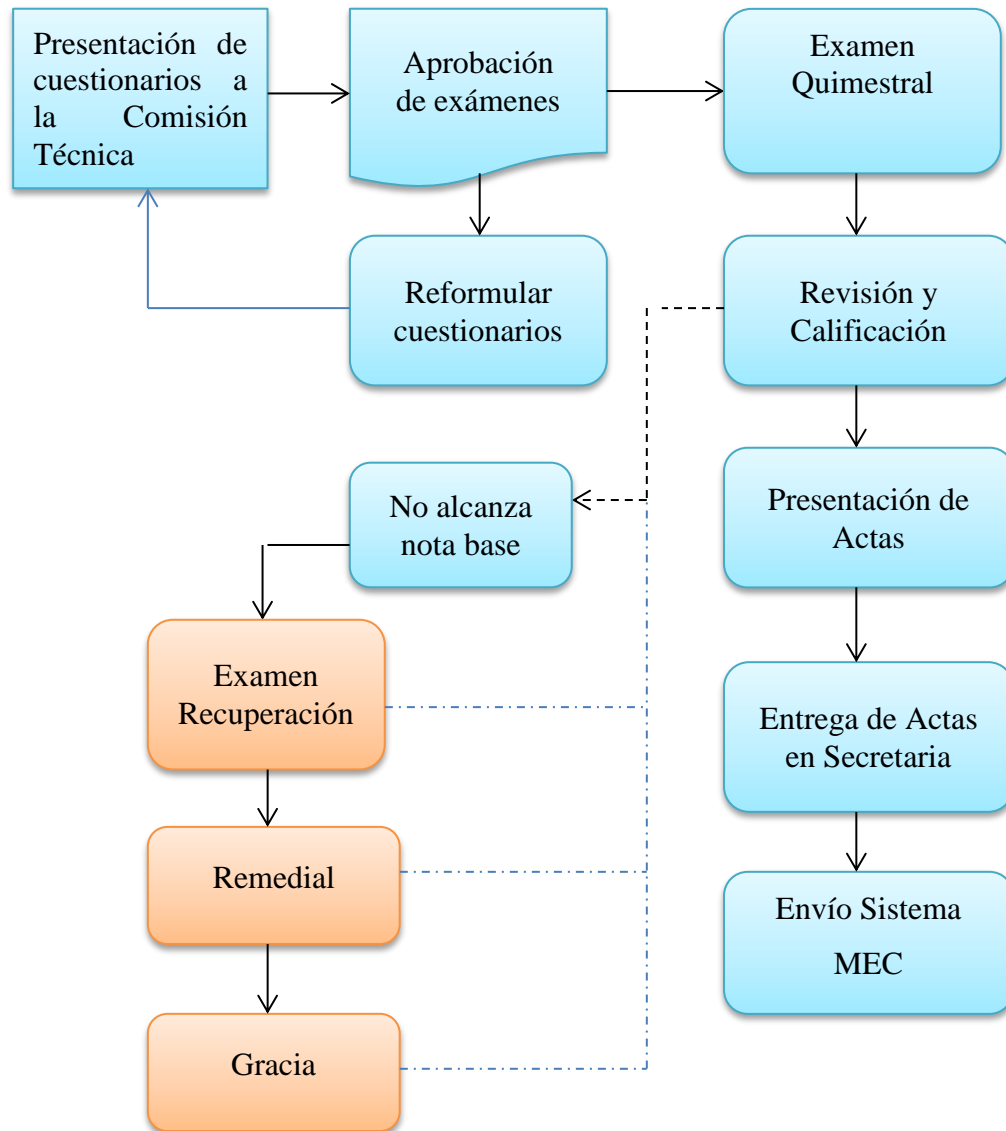 Presentación de
cuestionarios a
la Comisión
Técnica
Aprobación
de exámenes
Examen
Quimestral
Reformular
cuestionarios
Revisión y
Calificación
No alcanza
nota base
Presentación de
Actas
Examen
Recuperación
Entrega de Actas
en Secretaria
Remedial
Envío Sistema
MEC
Gracia